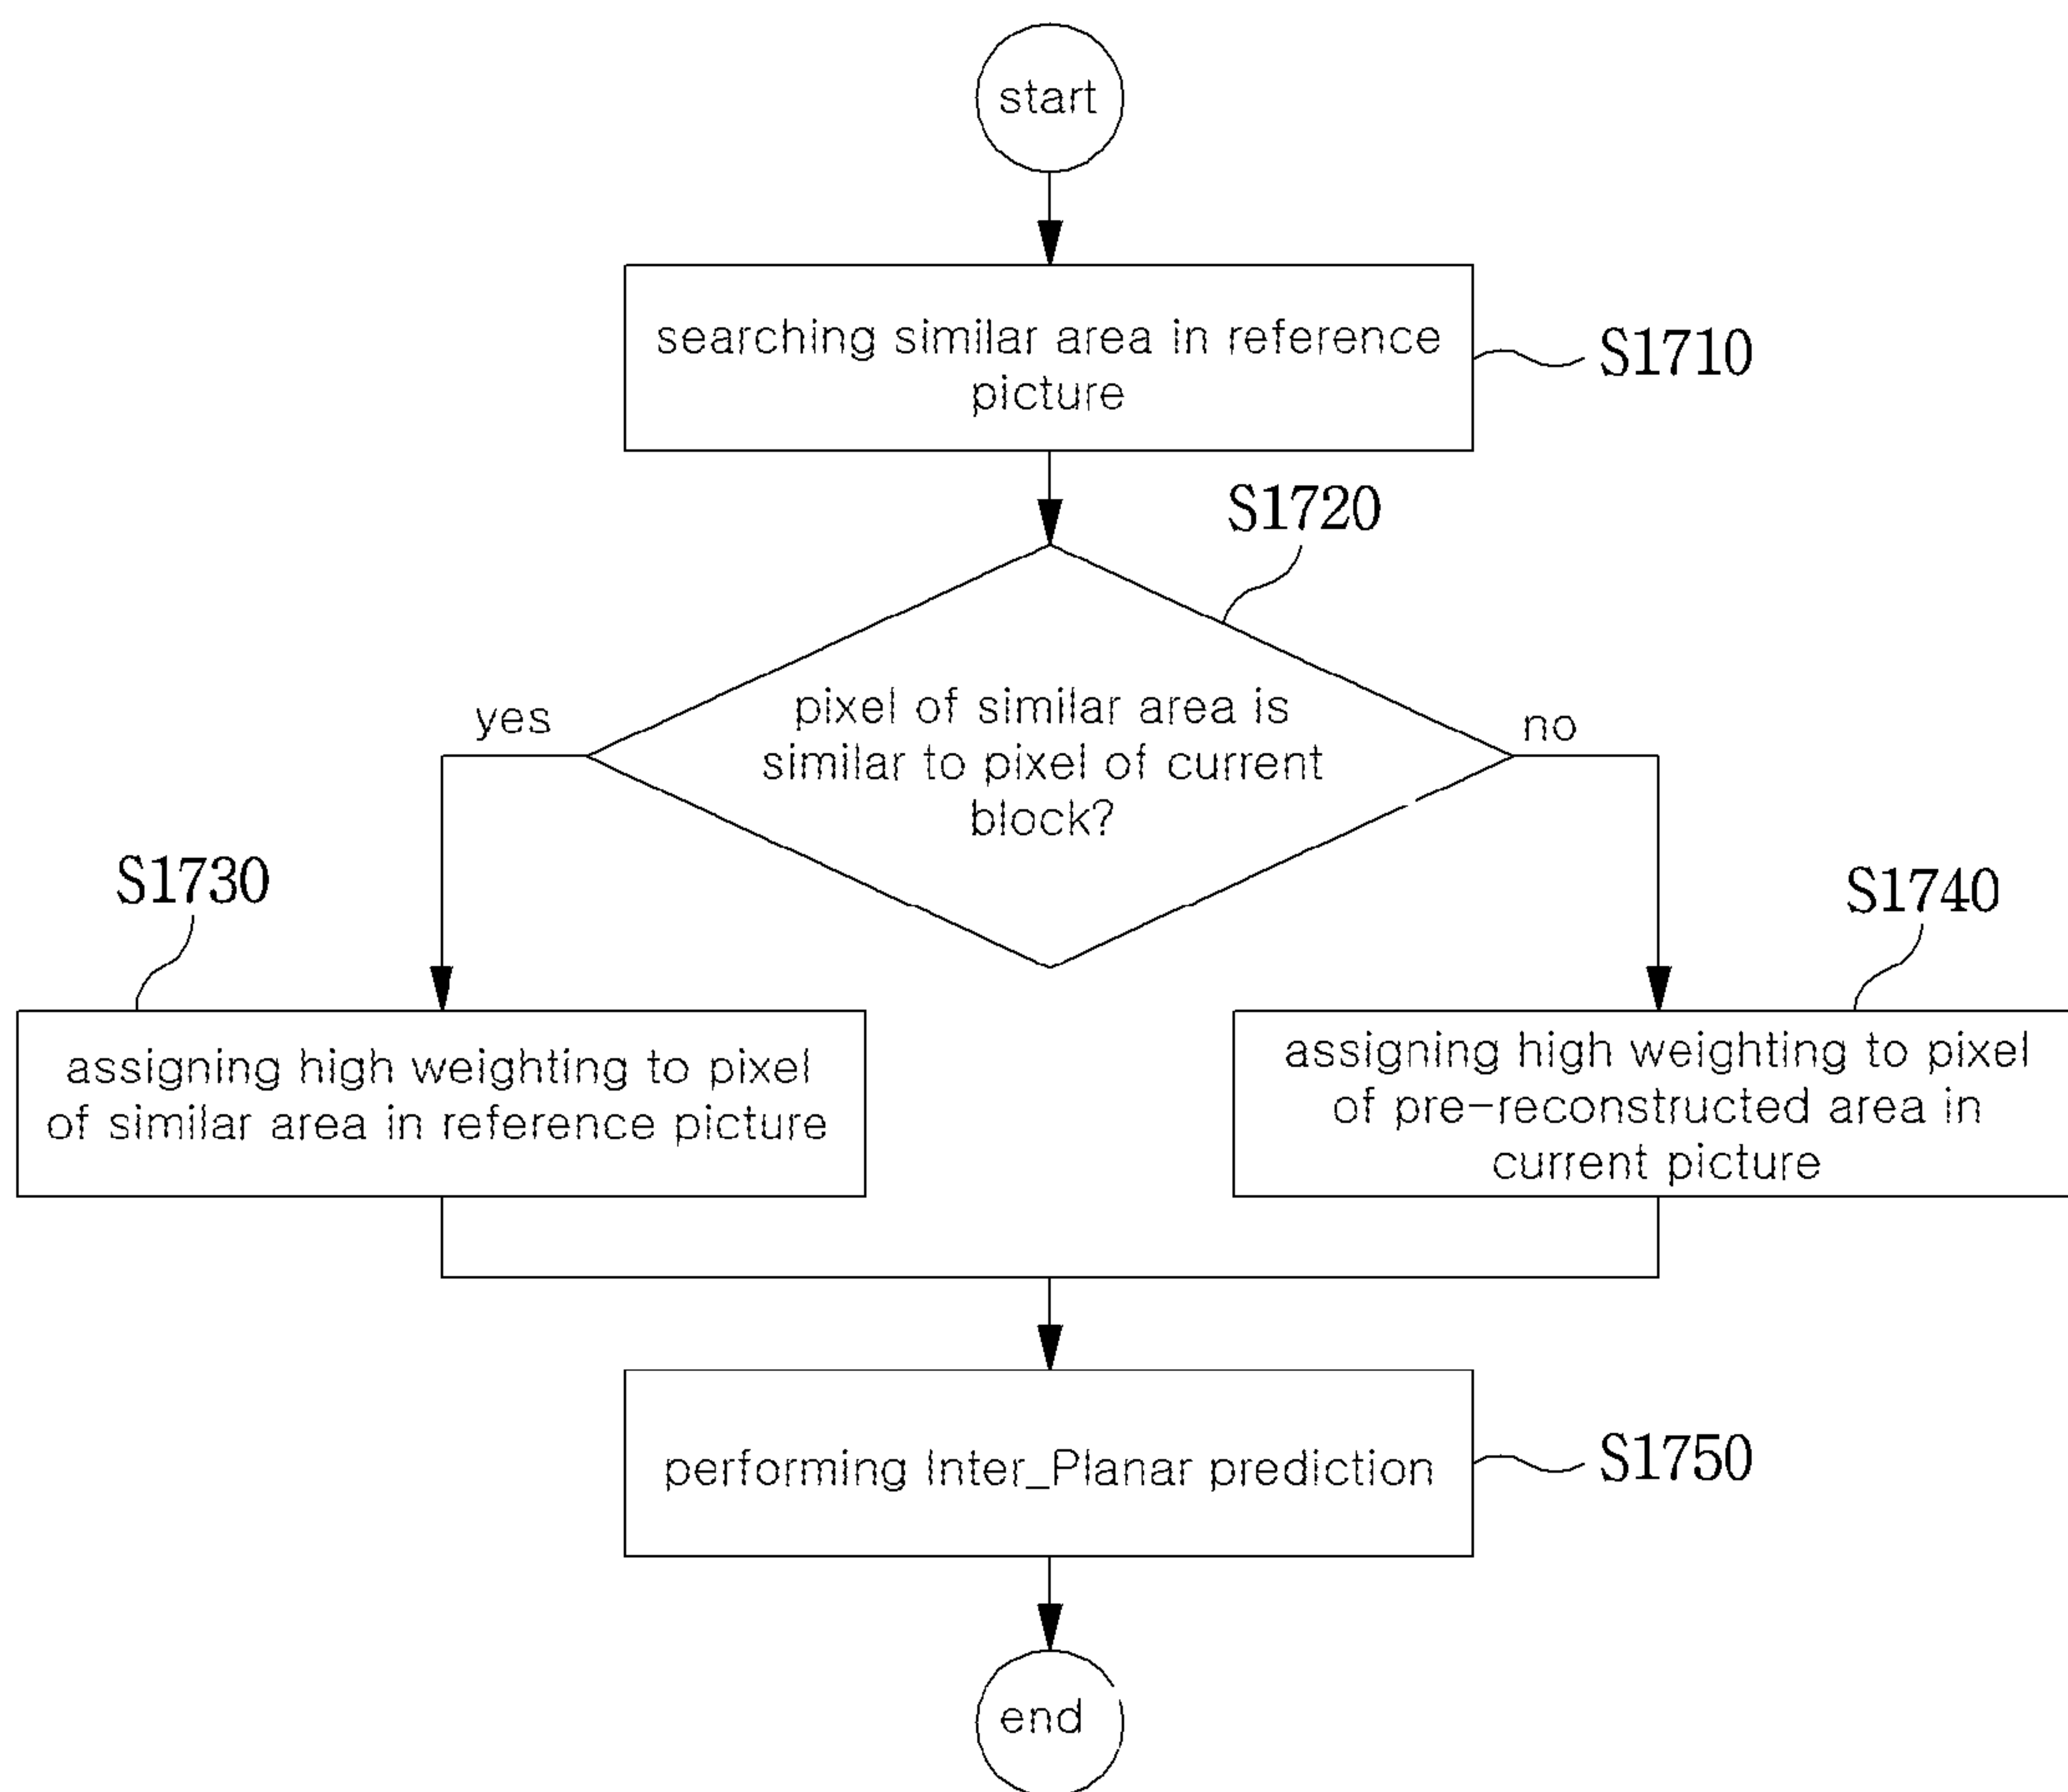 start
searching similar area in reference
picture
S1710
S1720
pixel of similar area is
similar to pixel of current
block?
yes
no
S1730
S1740
assigning high weighting to pixel
of similar area in reference picture
assigning high weighting to pixel
of pre-reconstructed area in
current picture
performing Inter_Planar prediction
S1750
end